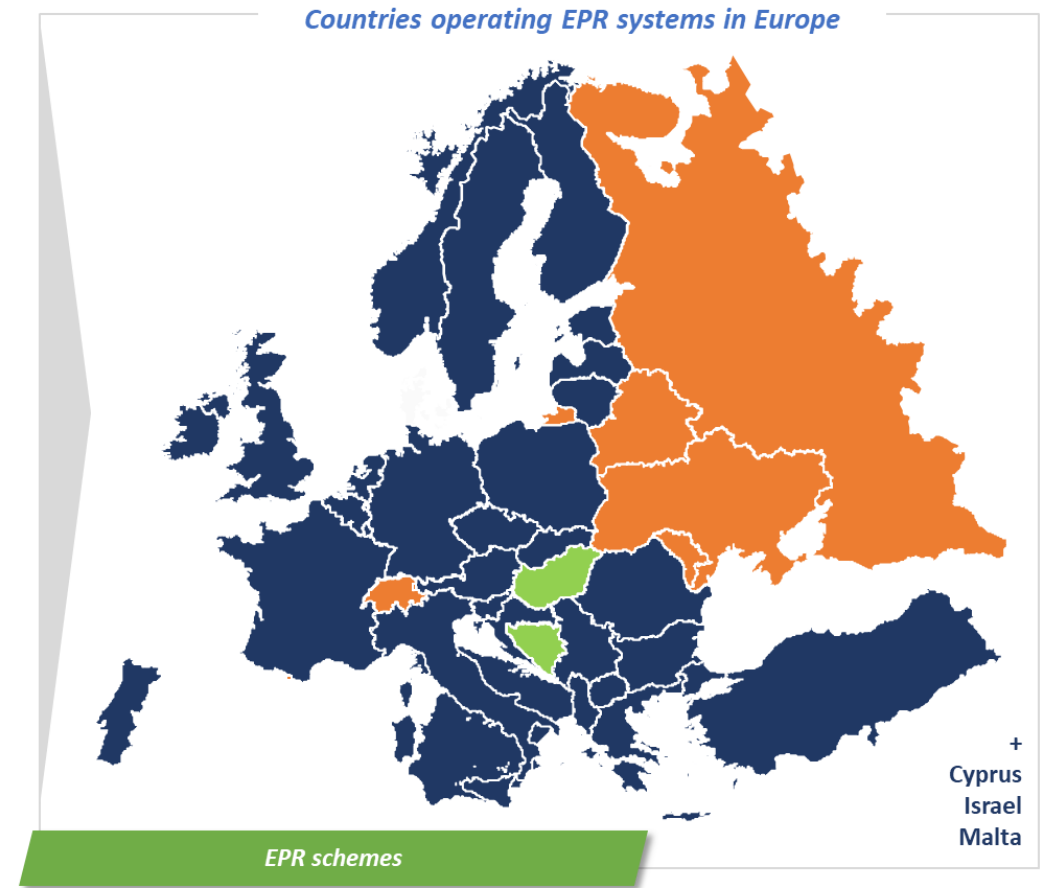 Countries operating EPR systems in Europe
+
Cyprus
Israel
Malta
EPR schemes